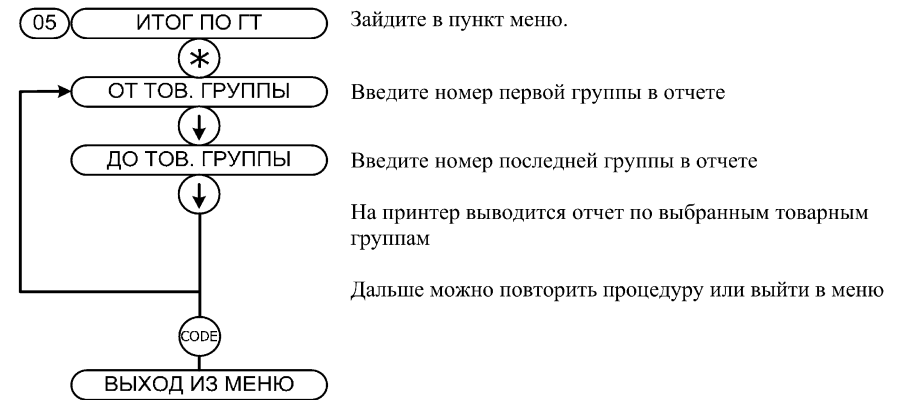 05 ИТОГ ПО ГТ Зайдите в пункт меню.
*
ОТ ТОВ. ГРУППЫ Введите номер первой группы в отчете
↓
ДО ТОВ. ГРУППЫ Введите номер последней группы в отчете
↓
На принтер выводится отчет по выбранным товарным
группам
Дальше можно повторить процедуру или выйти в меню
CODE
ВЫХОД ИЗ МЕНЮ